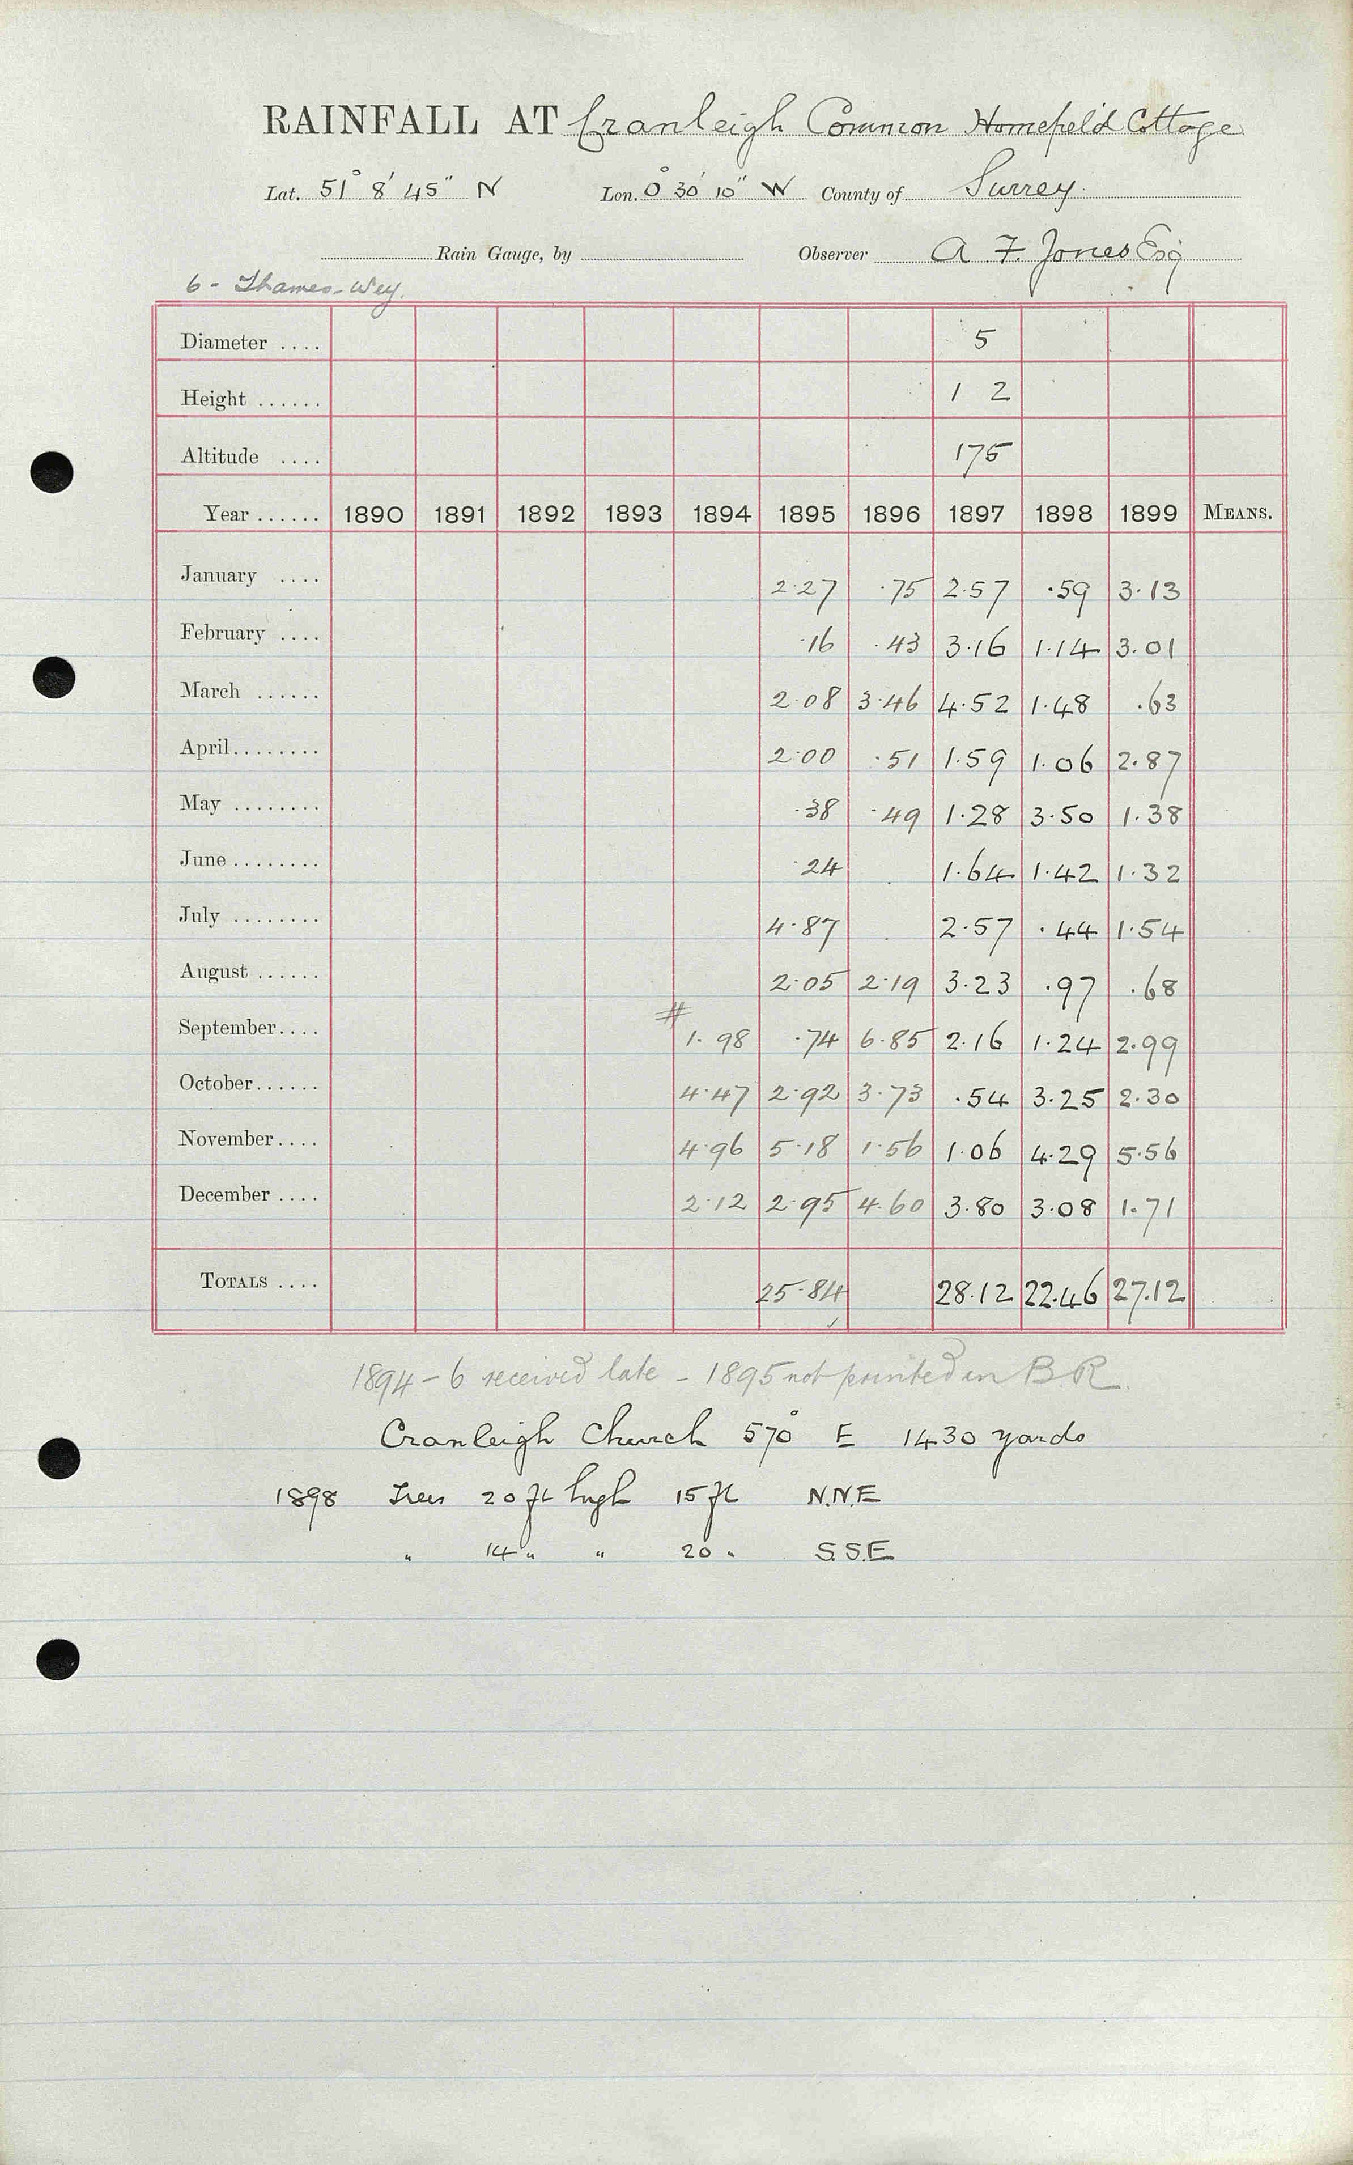 RAINFALL AT Cranleigh Common Homefield Cottage
Lat. 51° 8' 45" N Lon. 0° 30' 10" W County of Surrey.
Rain Gauge, by Observer A. F. Jones Esq
6 - Thames-Wey.
Diameter .... 5
Height ...... 1 2
Altitude .... 175
Year ...... 1890 1891 1892 1893 1894 1895 1896 1897 1898 1899 MEANS.
January .... 2.27 .75 2.57 .59 3.13
February .... .16 .43 3.16 1.14 3.01
March ...... 2.08 3.46 4.52 1.48 .63
April........ 2.00 .51 1.59 1.06 2.87
May ........ .38 .49 1.28 3.50 1.38
June ........ .24 1.64 1.42 1.32
July ........ 4.87 2.57 .44 1.54
August ...... 2.05 2.19 3.23 .97 .68
September.... # 1.98 .74 6.85 2.16 1.24 2.99
October...... 4.47 2.92 3.73 .54 3.25 2.30
November.... 4.96 5.18 1.56 1.06 4.29 5.56
December .... 2.12 2.95 4.60 3.80 3.08 1.71
TOTALS .... 25.84 28.12 22.46 27.12
1894-6 received late - 1895 not printed in B R.
Cranleigh Church 570° E 1430 yards
1898 Trees 20 ft high 15 ft N.N.E
" 14 " " 20 " S.S.E